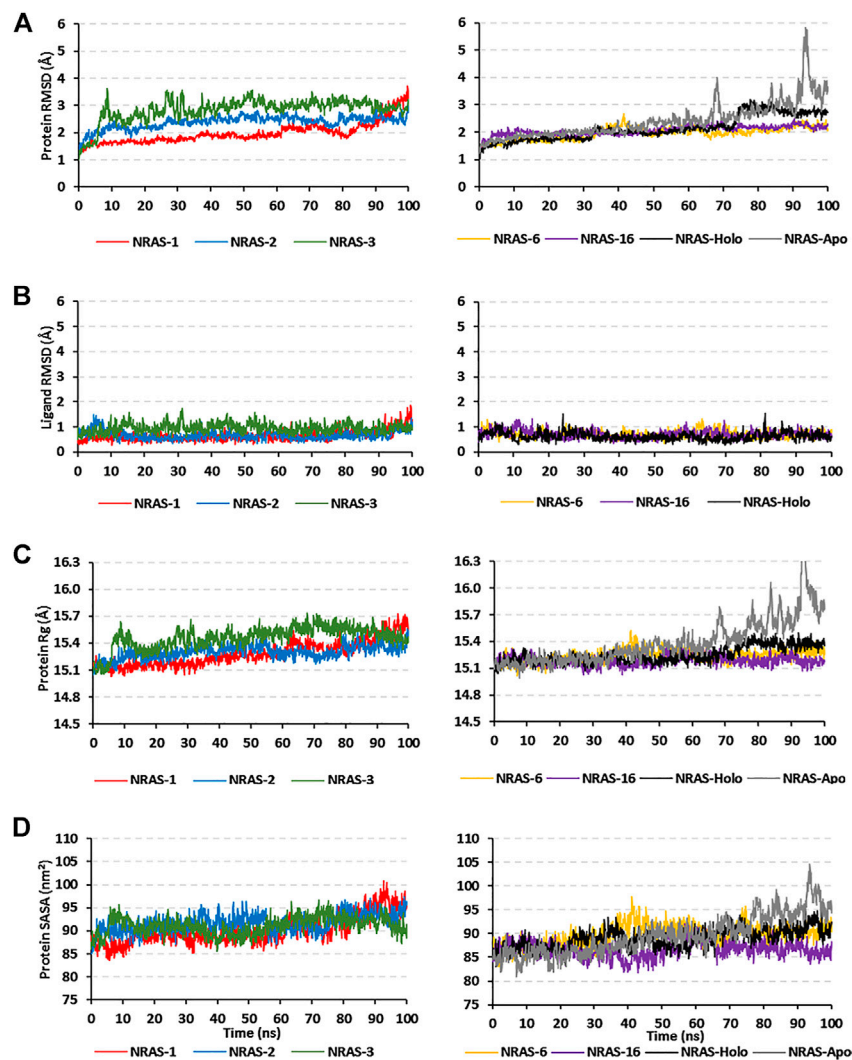 A
Protein RMSD (Å)
6
5
4
3
2
1
0
0 10 20 30 40 50 60 70 80 90 100
NRAS-1 NRAS-2 NRAS-3
6
5
4
3
2
1
0
0 10 20 30 40 50 60 70 80 90 100
NRAS-6 NRAS-16 NRAS-Holo NRAS-Apo
B
Ligand RMSD (Å)
6
5
4
3
2
1
0
0 10 20 30 40 50 60 70 80 90 100
NRAS-1 NRAS-2 NRAS-3
6
5
4
3
2
1
0
0 10 20 30 40 50 60 70 80 90 100
NRAS-6 NRAS-16 NRAS-Holo
C
Protein Rg (Å)
16.3
16.0
15.7
15.4
15.1
14.8
14.5
0 10 20 30 40 50 60 70 80 90 100
NRAS-1 NRAS-2 NRAS-3
16.3
16.0
15.7
15.4
15.1
14.8
14.5
0 10 20 30 40 50 60 70 80 90 100
NRAS-6 NRAS-16 NRAS-Holo NRAS-Apo
D
Protein SASA (nm²)
110
105
100
95
90
85
80
75
0 10 20 30 40 50 60 70 80 90 100
Time (ns)
NRAS-1 NRAS-2 NRAS-3
110
105
100
95
90
85
80
75
0 10 20 30 40 50 60 70 80 90 100
Time (ns)
NRAS-6 NRAS-16 NRAS-Holo NRAS-Apo